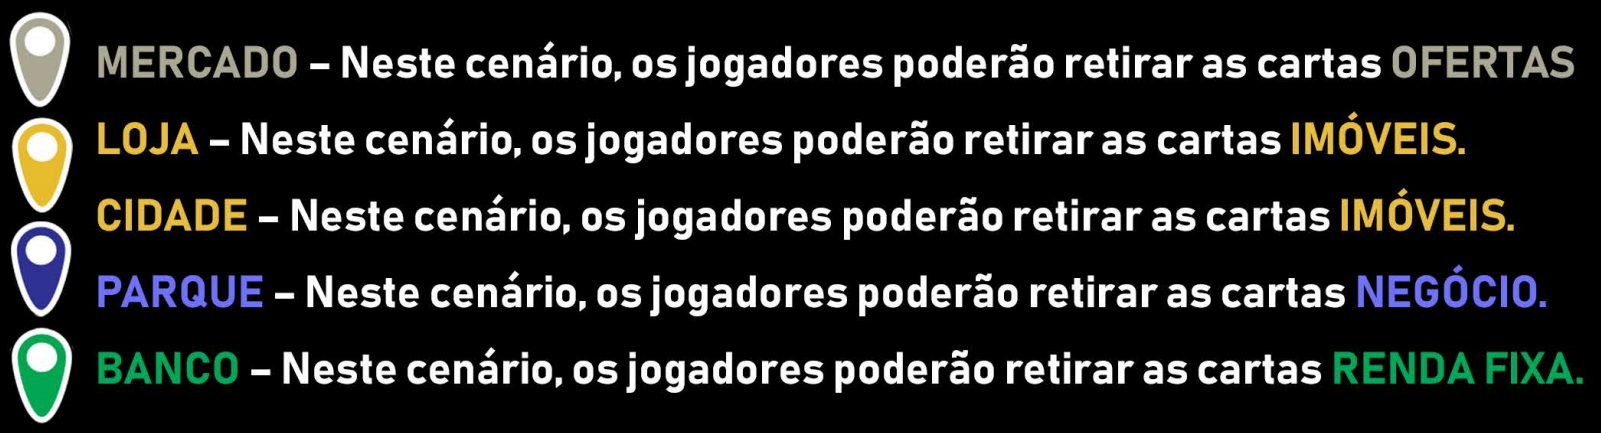 MERCADO – Neste cenário, os jogadores poderão retirar as cartas OFERTAS
LOJA – Neste cenário, os jogadores poderão retirar as cartas IMÓVEIS.
CIDADE – Neste cenário, os jogadores poderão retirar as cartas IMÓVEIS.
PARQUE – Neste cenário, os jogadores poderão retirar as cartas NEGÓCIO.
BANCO – Neste cenário, os jogadores poderão retirar as cartas RENDA FIXA.